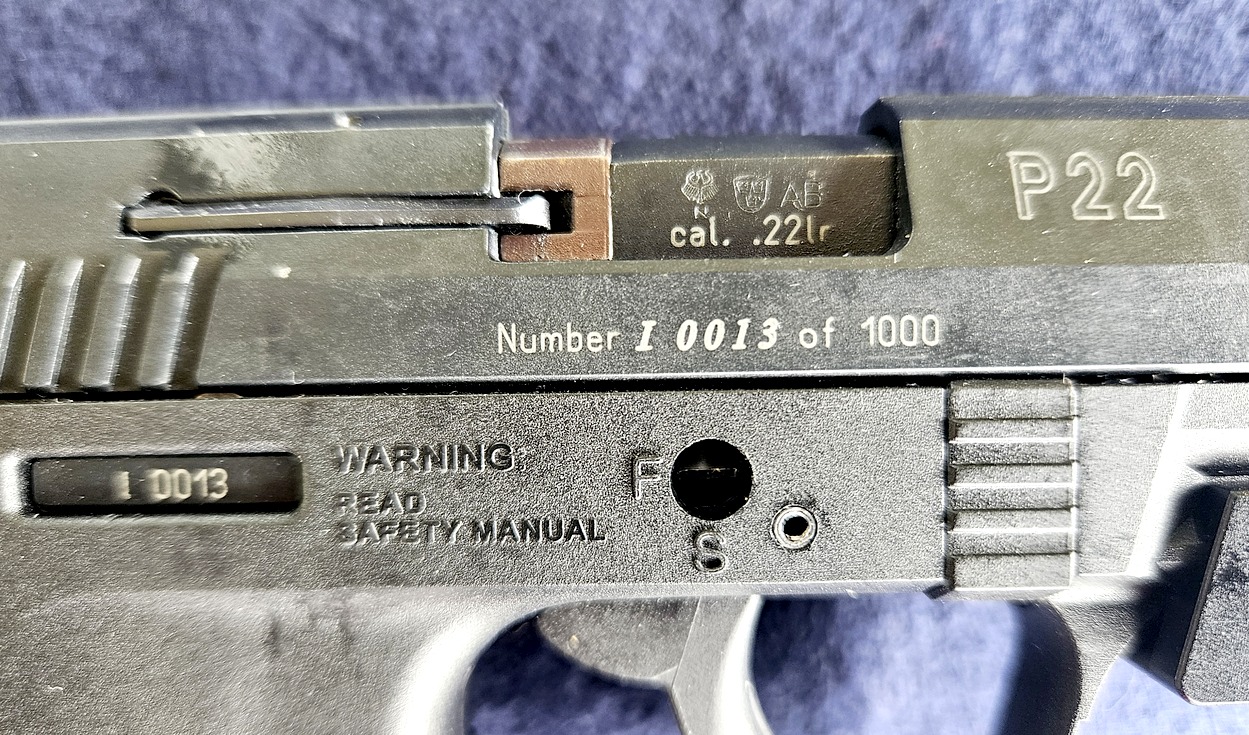 P22
N AB
cal. .22lr
Number I 0013 of 1000
I 0013
WARNING
READ
SAFETY MANUAL
F
S